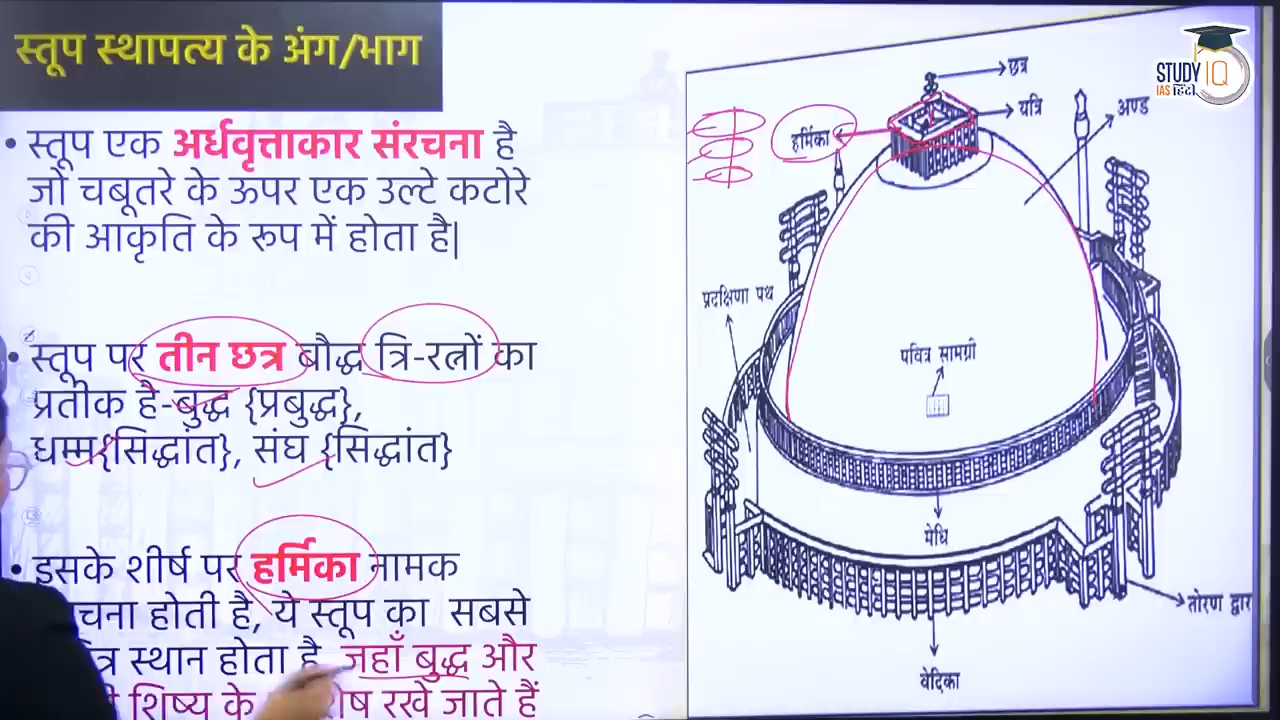 स्तूप स्थापत्य के अंग/भाग
• स्तूप एक अर्धवृत्ताकार संरचना है
जो चबूतरे के ऊपर एक उल्टे कटोरे
की आकृति के रूप में होता है|
• स्तूप पर तीन छत्र बौद्ध त्रि-रत्नों का
प्रतीक है-बुद्ध {प्रबुद्ध},
धम्म{सिद्धांत}, संघ {सिद्धांत}
• इसके शीर्ष पर हर्मिका नामक
होती है, ये स्तूप का सबसे
स्थान होता है जहाँ बुद्ध और
शिष्य के रखे जाते हैं
STUDY IQ
IAS हिंदी
छत्र
यत्रि
अण्ड
हर्मिका
प्रदक्षिणा पथ
पवित्र सामग्री
मेधि
तोरण द्वार
वेदिका